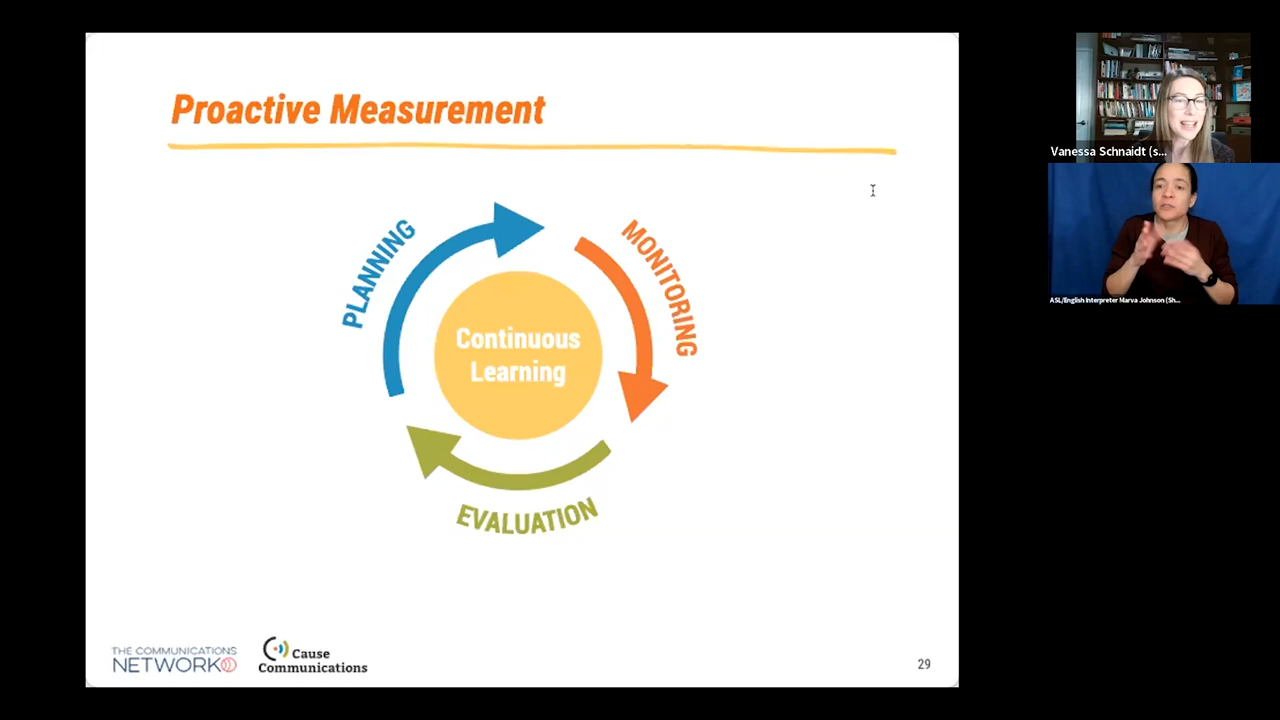 Proactive Measurement
PLANNING
MONITORING
Continuous
Learning
EVALUATION
THE COMMUNICATIONS
NETWORK
Cause
Communications
29
Vanessa Schnaidt (s...
ASL/English Interpreter Marva Johnson (Sh...